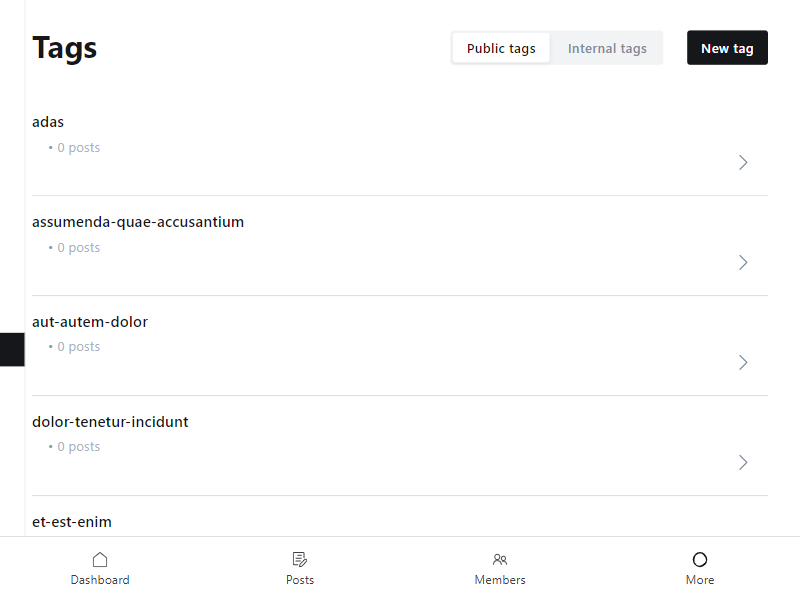 Tags
Public tags
Internal tags
New tag
adas
• 0 posts
assumenda-quae-accusantium
• 0 posts
aut-autem-dolor
• 0 posts
dolor-tenetur-incidunt
• 0 posts
et-est-enim
Dashboard
Posts
Members
More